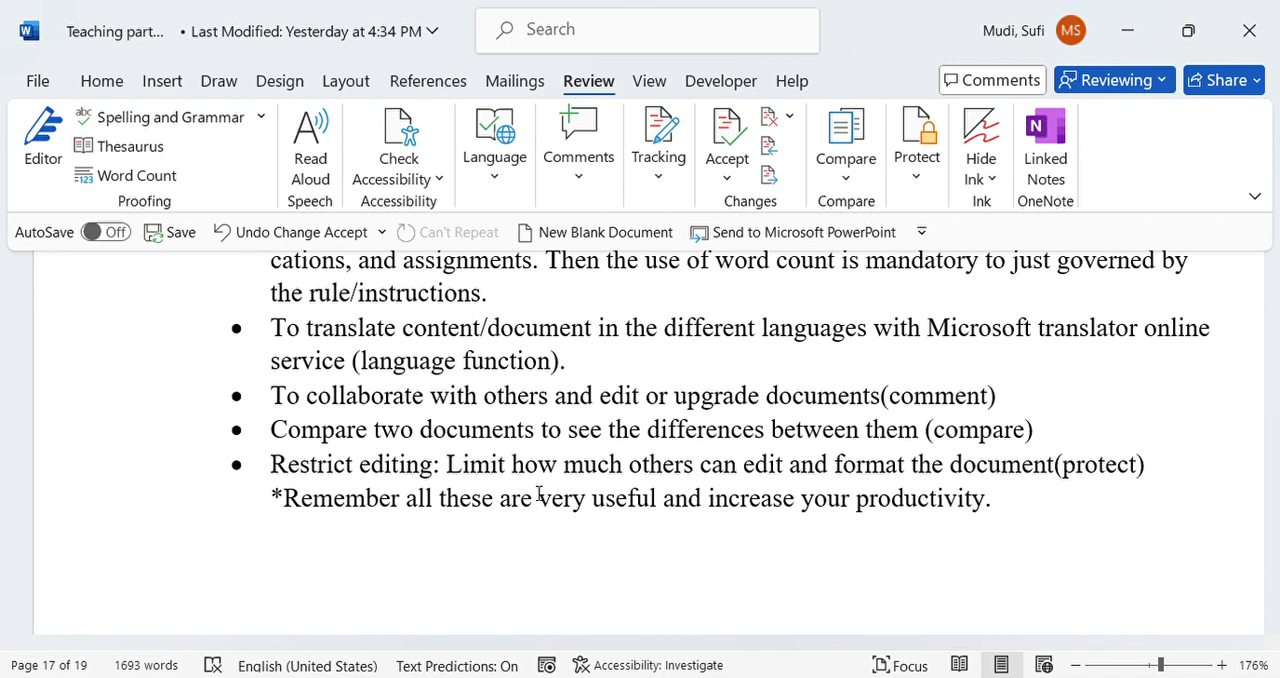 Teaching part... • Last Modified: Yesterday at 4:34 PM
Search
Mudi, Sufi
MS
File Home Insert Draw Design Layout References Mailings Review View Developer Help
Comments
Reviewing
Share
Editor
abc Spelling and Grammar
Thesaurus
123 Word Count
Proofing
A
Read Aloud
Speech
Check Accessibility
Accessibility
Language
Comments
Tracking
Accept
Changes
Compare
Compare
Protect
Hide Ink
Ink
N
Linked Notes
OneNote
AutoSave Off Save Undo Change Accept Can't Repeat New Blank Document Send to Microsoft PowerPoint
cations, and assignments. Then the use of word count is mandatory to just governed by
the rule/instructions.
• To translate content/document in the different languages with Microsoft translator online
service (language function).
• To collaborate with others and edit or upgrade documents(comment)
• Compare two documents to see the differences between them (compare)
• Restrict editing: Limit how much others can edit and format the document(protect)
*Remember all these are very useful and increase your productivity.
Page 17 of 19 1693 words English (United States) Text Predictions: On Accessibility: Investigate Focus 176%